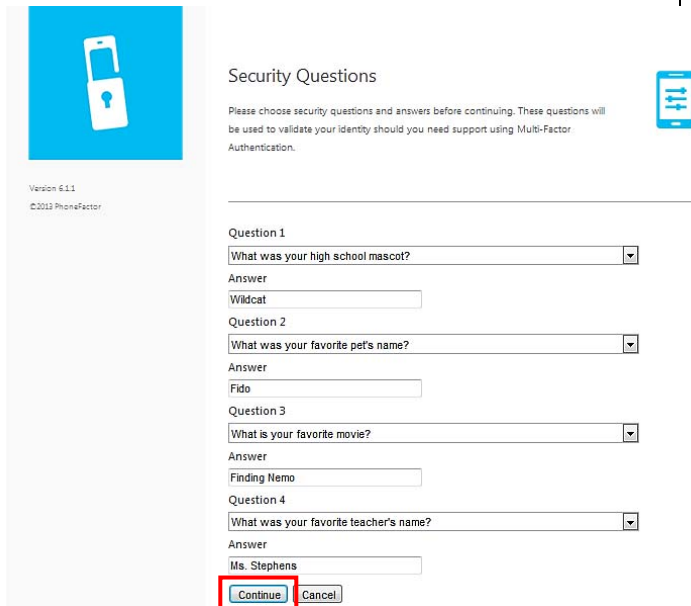 Security Questions
Please choose security questions and answers before continuing. These questions will
be used to validate your identity should you need support using Multi-Factor
Authentication.
Version 6.1.1
©2013 PhoneFactor
Question 1
What was your high school mascot?
Answer
Wildcat
Question 2
What was your favorite pet's name?
Answer
Fido
Question 3
What is your favorite movie?
Answer
Finding Nemo
Question 4
What was your favorite teacher's name?
Answer
Ms. Stephens
Continue Cancel